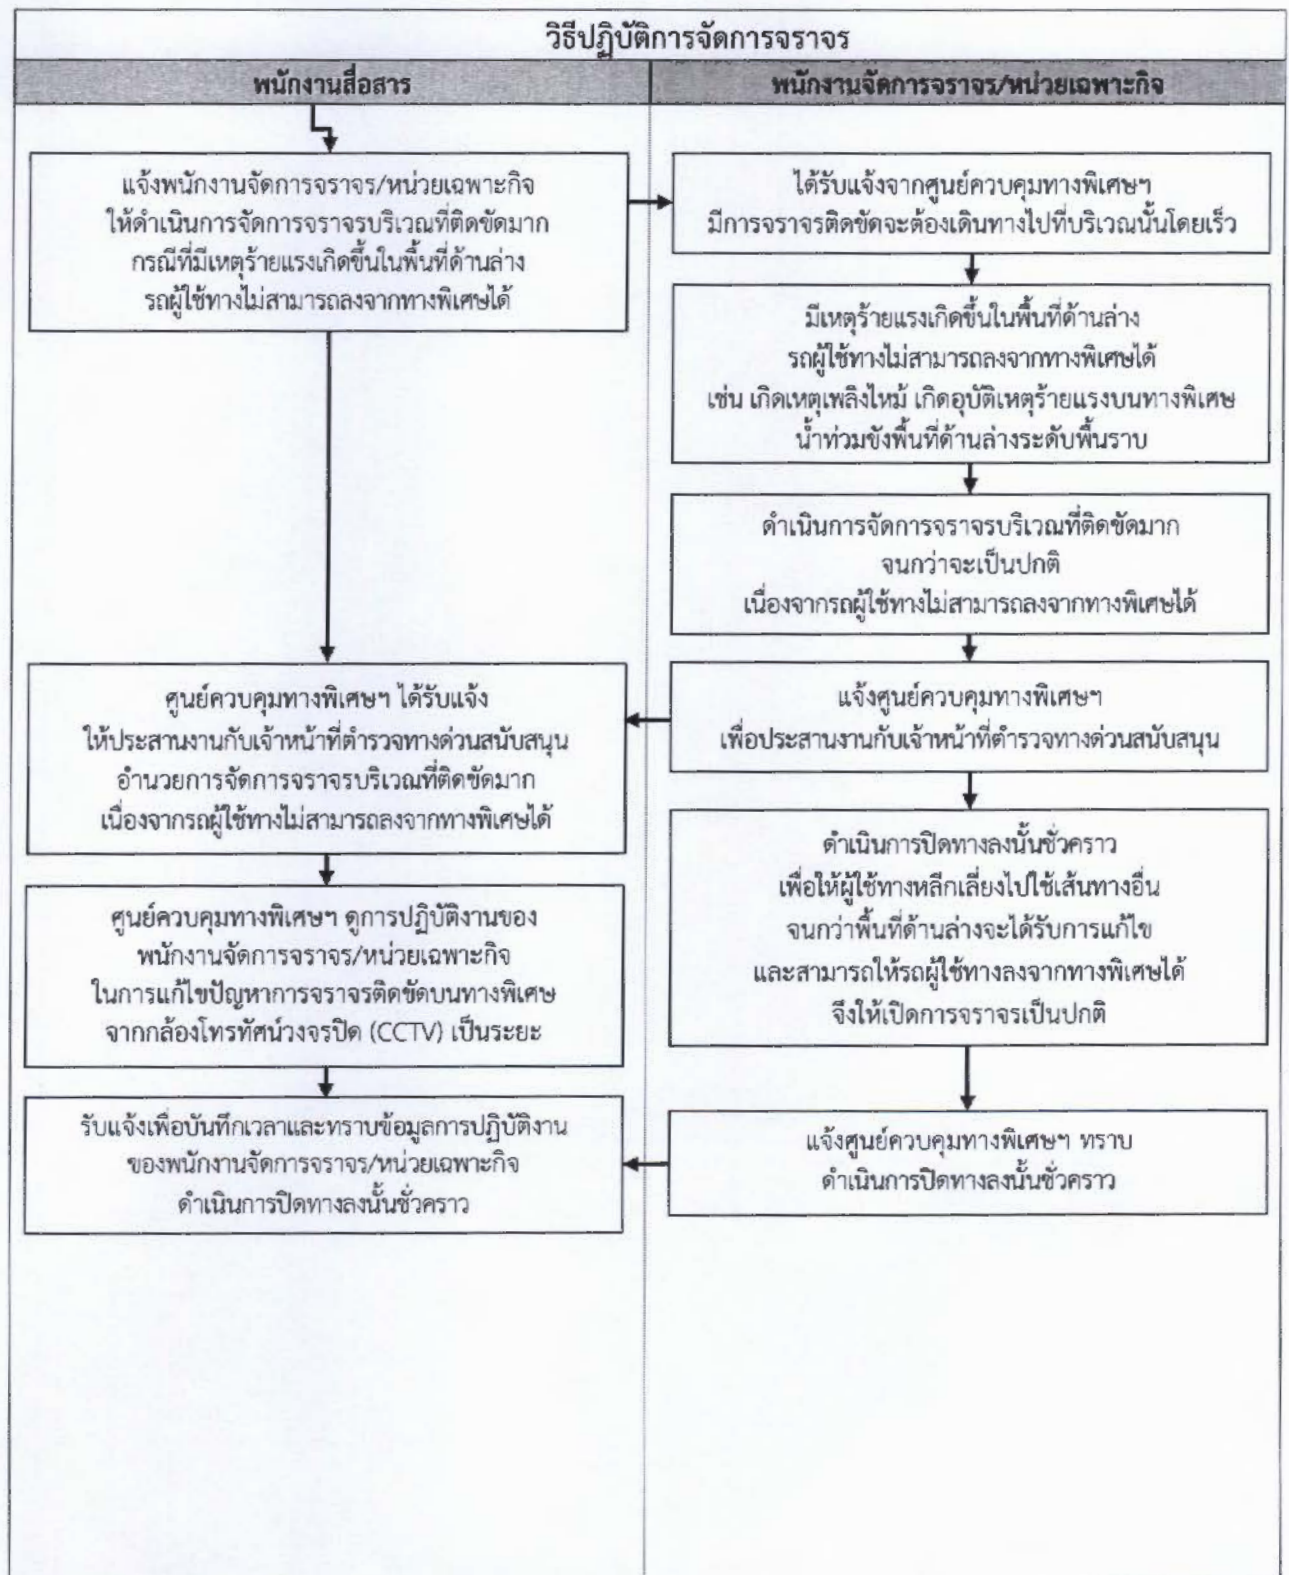 วิธีปฏิบัติการจัดการจราจร
พนักงานสื่อสาร
พนักงานจัดการจราจร/หน่วยเฉพาะกิจ
แจ้งพนักงานจัดการจราจร/หน่วยเฉพาะกิจ
ให้ดำเนินการจัดการจราจรบริเวณที่ติดขัดมาก
กรณีที่มีเหตุร้ายแรงเกิดขึ้นในพื้นที่ด้านล่าง
รถผู้ใช้ทางไม่สามารถลงจากทางพิเศษได้
ได้รับแจ้งจากศูนย์ควบคุมทางพิเศษฯ
มีการจราจรติดขัดจะต้องเดินทางไปที่บริเวณนั้นโดยเร็ว
มีเหตุร้ายแรงเกิดขึ้นในพื้นที่ด้านล่าง
รถผู้ใช้ทางไม่สามารถลงจากทางพิเศษได้
เช่น เกิดเหตุเพลิงไหม้ เกิดอุบัติเหตุร้ายแรงบนทางพิเศษ
น้ำท่วมขังพื้นที่ด้านล่างระดับพื้นราบ
ดำเนินการจัดการจราจรบริเวณที่ติดขัดมาก
จนกว่าจะเป็นปกติ
เนื่องจากรถผู้ใช้ทางไม่สามารถลงจากทางพิเศษได้
แจ้งศูนย์ควบคุมทางพิเศษฯ
เพื่อประสานงานกับเจ้าหน้าที่ตำรวจทางด่วนสนับสนุน
ศูนย์ควบคุมทางพิเศษฯ ได้รับแจ้ง
ให้ประสานงานกับเจ้าหน้าที่ตำรวจทางด่วนสนับสนุน
อำนวยการจัดการจราจรบริเวณที่ติดขัดมาก
เนื่องจากรถผู้ใช้ทางไม่สามารถลงจากทางพิเศษได้
ดำเนินการปิดทางลงนั้นชั่วคราว
เพื่อให้ผู้ใช้ทางหลีกเลี่ยงไปใช้เส้นทางอื่น
จนกว่าพื้นที่ด้านล่างจะได้รับการแก้ไข
และสามารถให้รถผู้ใช้ทางลงจากทางพิเศษได้
จึงให้เปิดการจราจรเป็นปกติ
ศูนย์ควบคุมทางพิเศษฯ ดูการปฏิบัติงานของ
พนักงานจัดการจราจร/หน่วยเฉพาะกิจ
ในการแก้ไขปัญหาการจราจรติดขัดบนทางพิเศษ
จากกล้องโทรทัศน์วงจรปิด (CCTV) เป็นระยะ
รับแจ้งเพื่อบันทึกเวลาและทราบข้อมูลการปฏิบัติงาน
ของพนักงานจัดการจราจร/หน่วยเฉพาะกิจ
ดำเนินการปิดทางลงนั้นชั่วคราว
แจ้งศูนย์ควบคุมทางพิเศษฯ ทราบ
ดำเนินการปิดทางลงนั้นชั่วคราว